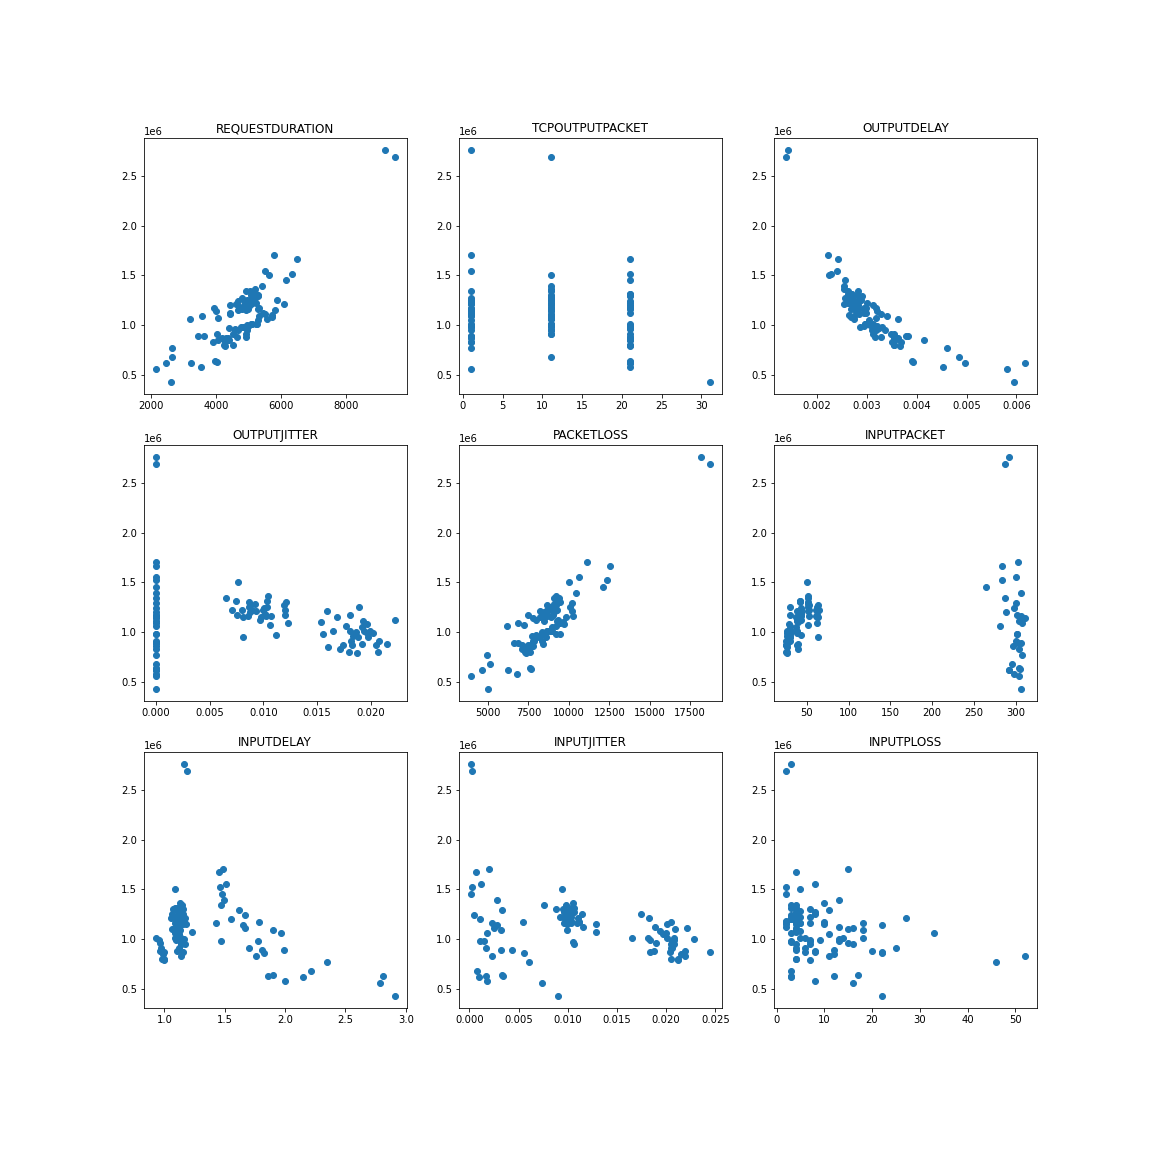 REQUESTDURATION TCPOUTPUTPACKET OUTPUTDELAY
1e6 1e6 1e6
2.5 2.5 2.5
2.0 2.0 2.0
1.5 1.5 1.5
1.0 1.0 1.0
0.5 0.5 0.5
2000 4000 6000 8000 0 5 10 15 20 25 30 0.002 0.003 0.004 0.005 0.006
OUTPUTJITTER PACKETLOSS INPUTPACKET
1e6 1e6 1e6
2.5 2.5 2.5
2.0 2.0 2.0
1.5 1.5 1.5
1.0 1.0 1.0
0.5 0.5 0.5
0.000 0.005 0.010 0.015 0.020 5000 7500 10000 12500 15000 17500 50 100 150 200 250 300
INPUTDELAY INPUTJITTER INPUTPLOSS
1e6 1e6 1e6
2.5 2.5 2.5
2.0 2.0 2.0
1.5 1.5 1.5
1.0 1.0 1.0
0.5 0.5 0.5
1.0 1.5 2.0 2.5 3.0 0.000 0.005 0.010 0.015 0.020 0.025 0 10 20 30 40 50